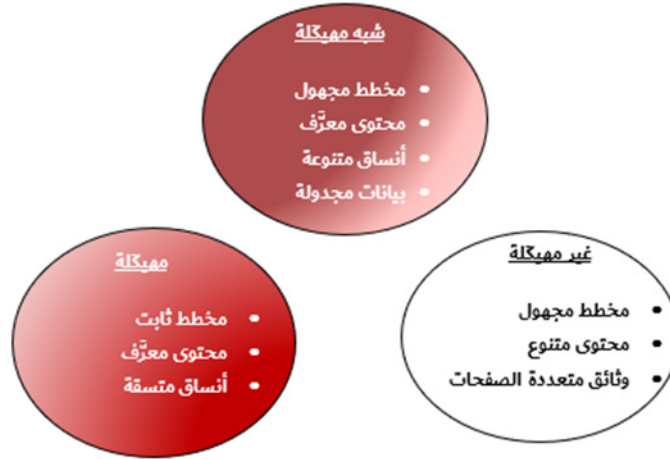 شبه مهيكلة
• مخطط مجهول
• محتوى معرَّف
• أنساق متنوعة
• بيانات مجدولة
غير مهيكلة
• مخطط مجهول
• محتوى متنوع
• وثائق متعددة الصفحات
مهيكلة
• مخطط ثابت
• محتوى معرَّف
• أنساق متسقة